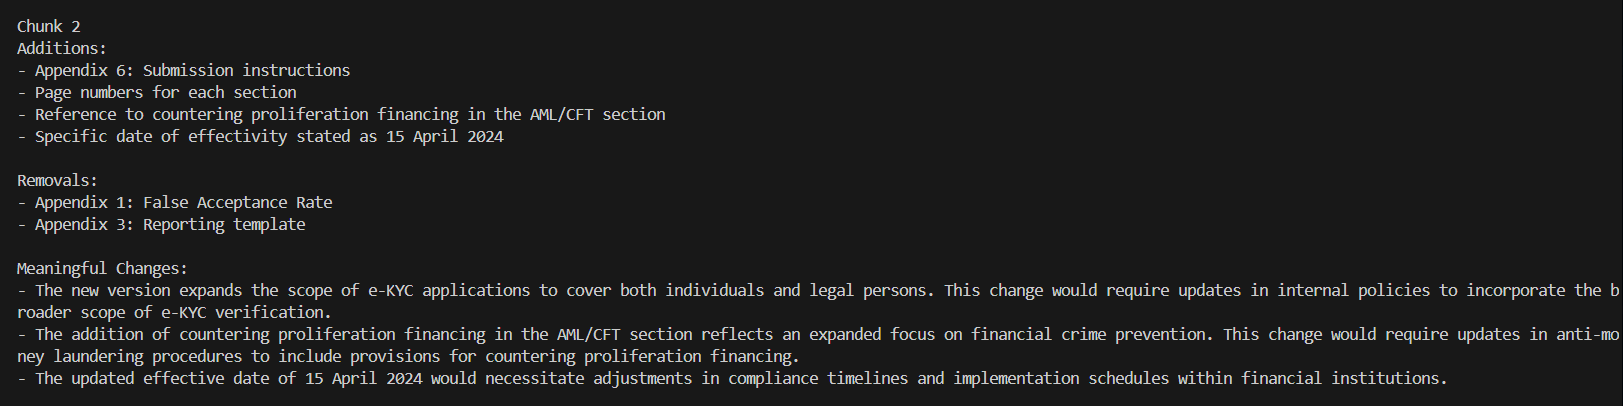 Chunk 2
Additions:
- Appendix 6: Submission instructions
- Page numbers for each section
- Reference to countering proliferation financing in the AML/CFT section
- Specific date of effectivity stated as 15 April 2024

Removals:
- Appendix 1: False Acceptance Rate
- Appendix 3: Reporting template

Meaningful Changes:
- The new version expands the scope of e-KYC applications to cover both individuals and legal persons. This change would require updates in internal policies to incorporate the b
roader scope of e-KYC verification.
- The addition of countering proliferation financing in the AML/CFT section reflects an expanded focus on financial crime prevention. This change would require updates in anti-mo
ney laundering procedures to include provisions for countering proliferation financing.
- The updated effective date of 15 April 2024 would necessitate adjustments in compliance timelines and implementation schedules within financial institutions.